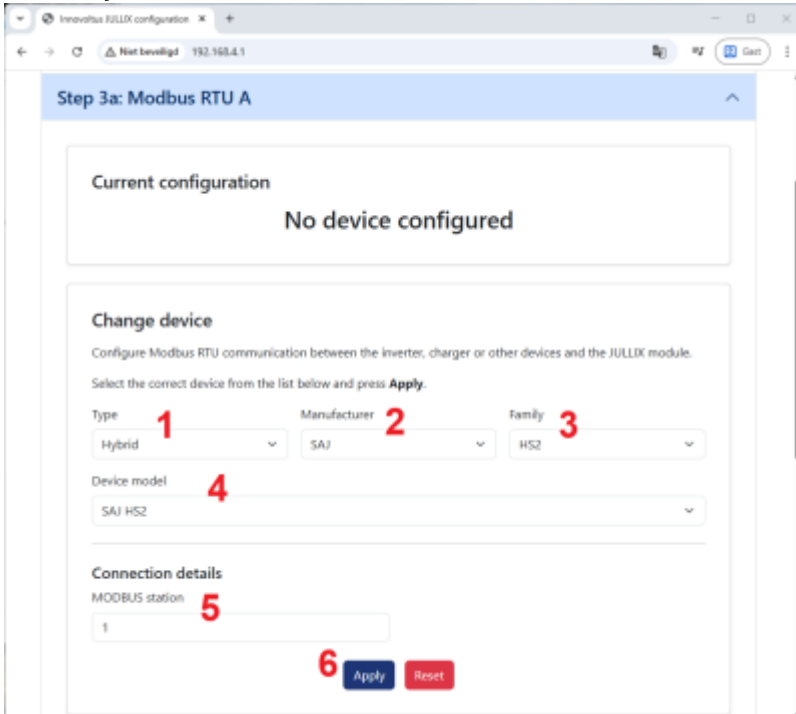 Innovoltus JULLIX configuration
Niet beveiligd 192.168.4.1
Gast
Step 3a: Modbus RTU A
Current configuration
No device configured
Change device
Configure Modbus RTU communication between the inverter, charger or other devices and the JULLIX module.
Select the correct device from the list below and press Apply.
Type 1 Manufacturer 2 Family 3
Hybrid SAJ HS2
Device model 4
SAJ HS2
Connection details
MODBUS station 5
1
6 Apply Reset